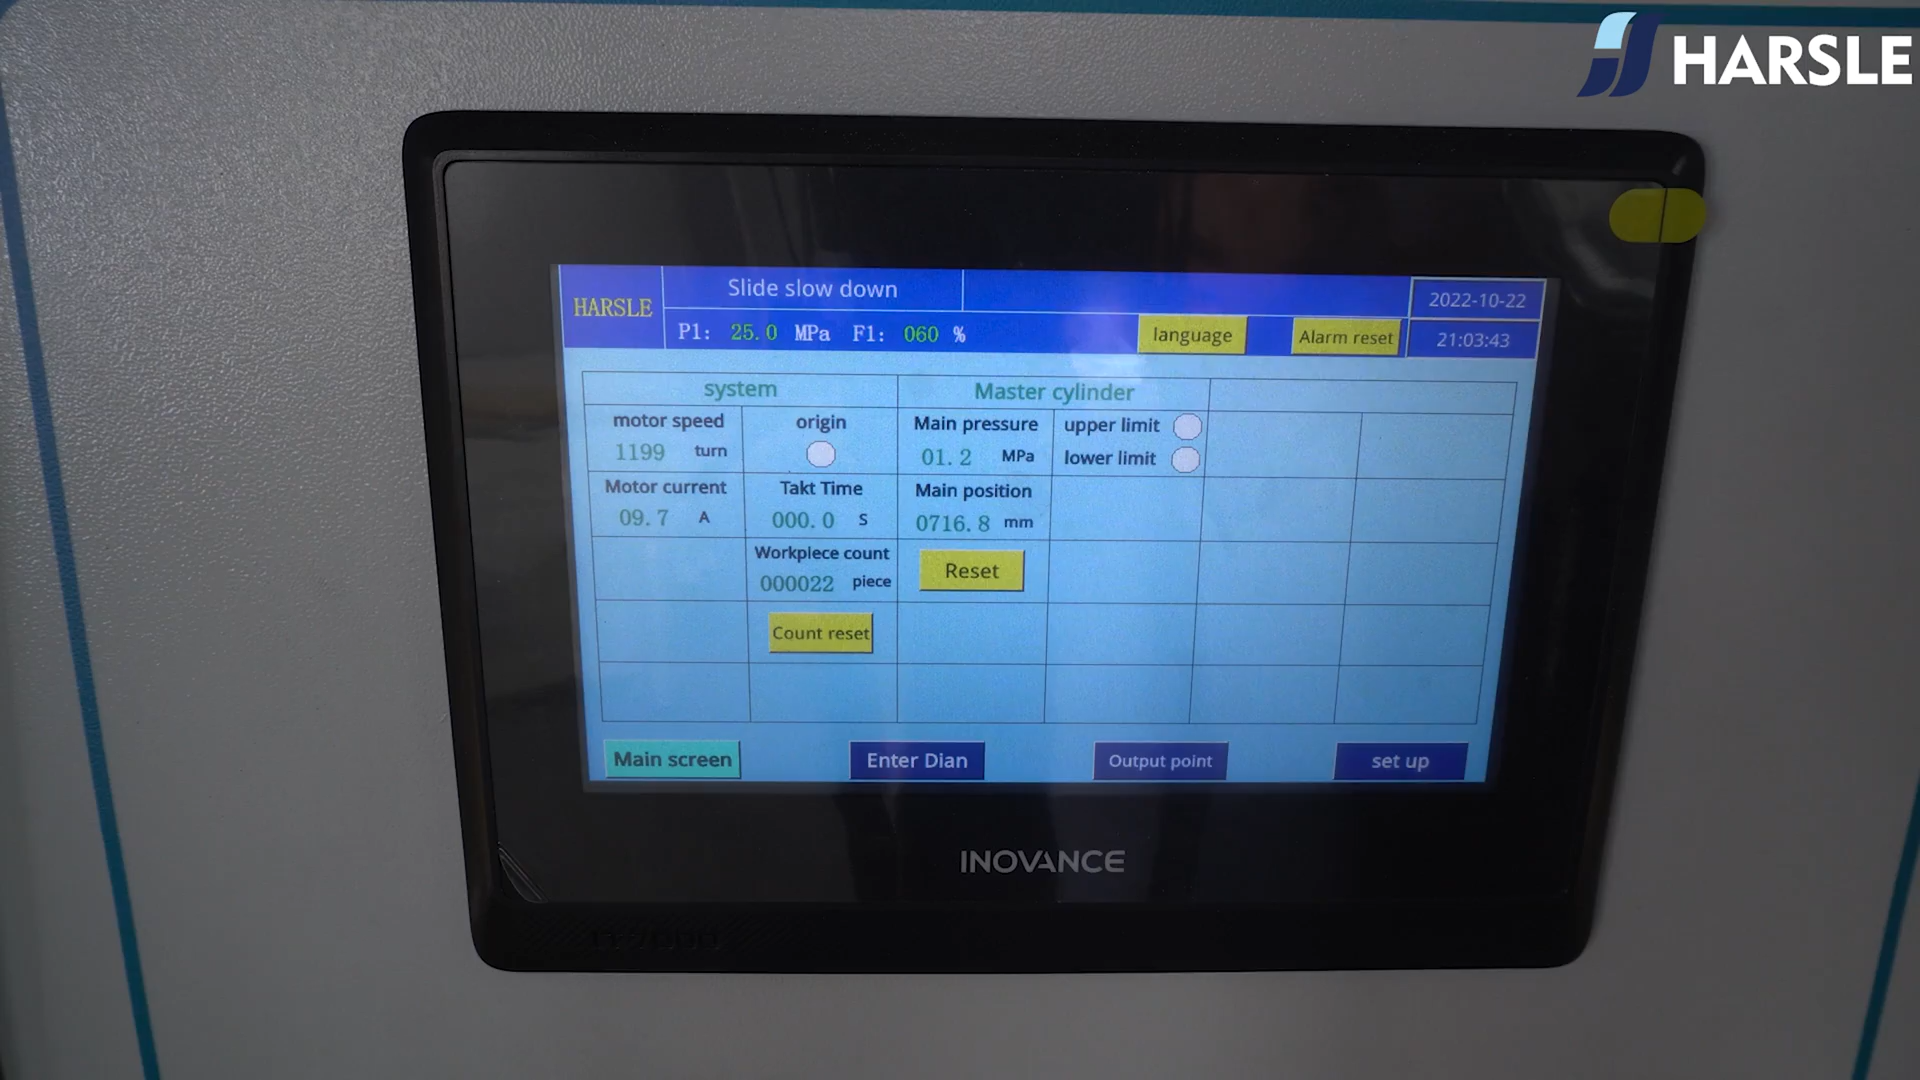 HARSLE
HARSLE
Slide slow down
P1: 25.0 MPa F1: 060 %
language
Alarm reset
2022-10-22
21:03:43
system
Master cylinder
motor speed
1199 turn
origin
Main pressure
01.2 MPa
upper limit
lower limit
Motor current
09.7 A
Takt Time
000.0 S
Main position
0716.8 mm
Workpiece count
000022 piece
Reset
Count reset
Main screen
Enter Dian
Output point
set up
INOVANCE